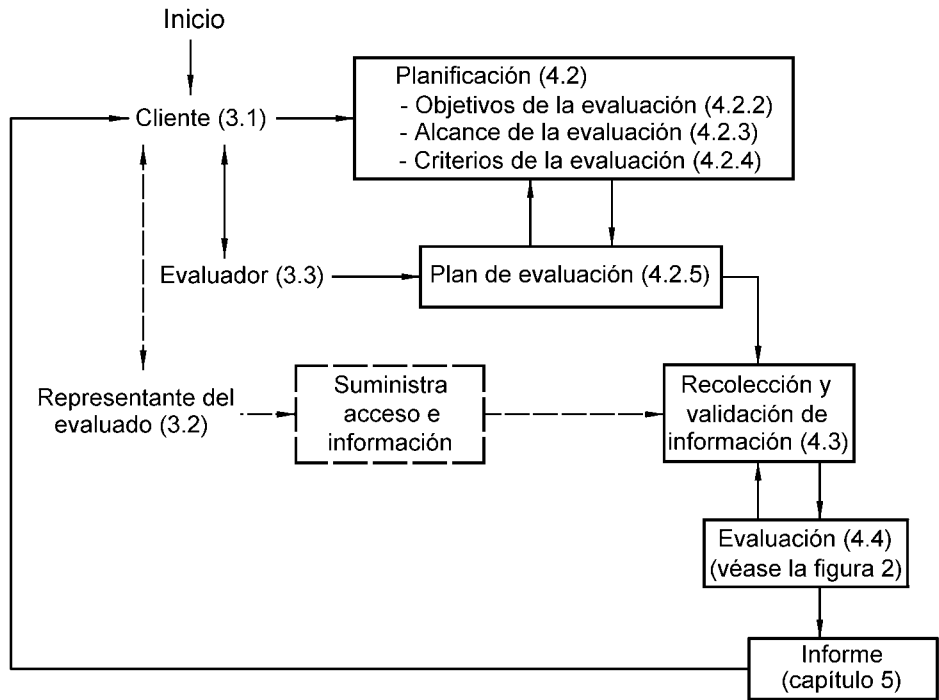 Inicio
Cliente (3.1)
Planificación (4.2)
- Objetivos de la evaluación (4.2.2)
- Alcance de la evaluación (4.2.3)
- Criterios de la evaluación (4.2.4)
Evaluador (3.3)
Plan de evaluación (4.2.5)
Representante del
evaluado (3.2)
Suministra
acceso e
información
Recolección y
validación de
información (4.3)
Evaluación (4.4)
(véase la figura 2)
Informe
(capítulo 5)